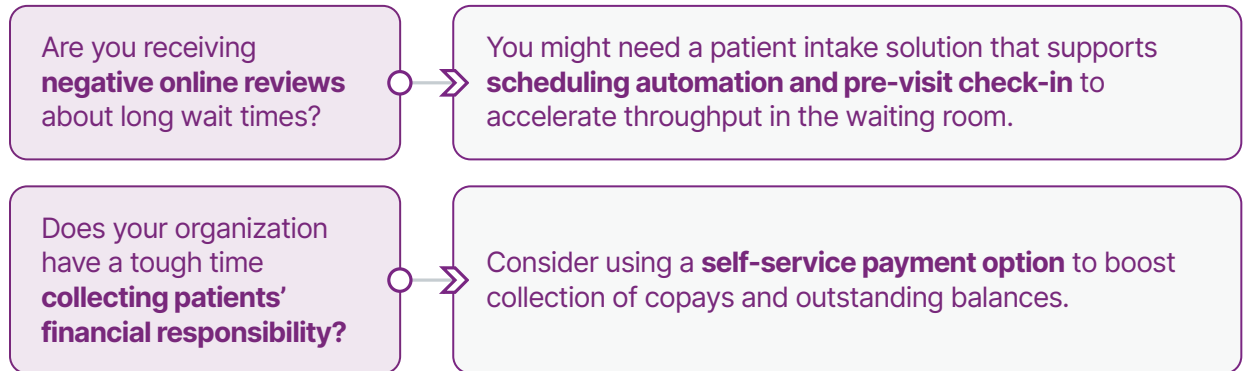 Are you receiving
negative online reviews
about long wait times?
You might need a patient intake solution that supports
scheduling automation and pre-visit check-in to
accelerate throughput in the waiting room.
Does your organization
have a tough time
collecting patients’
financial responsibility?
Consider using a self-service payment option to boost
collection of copays and outstanding balances.